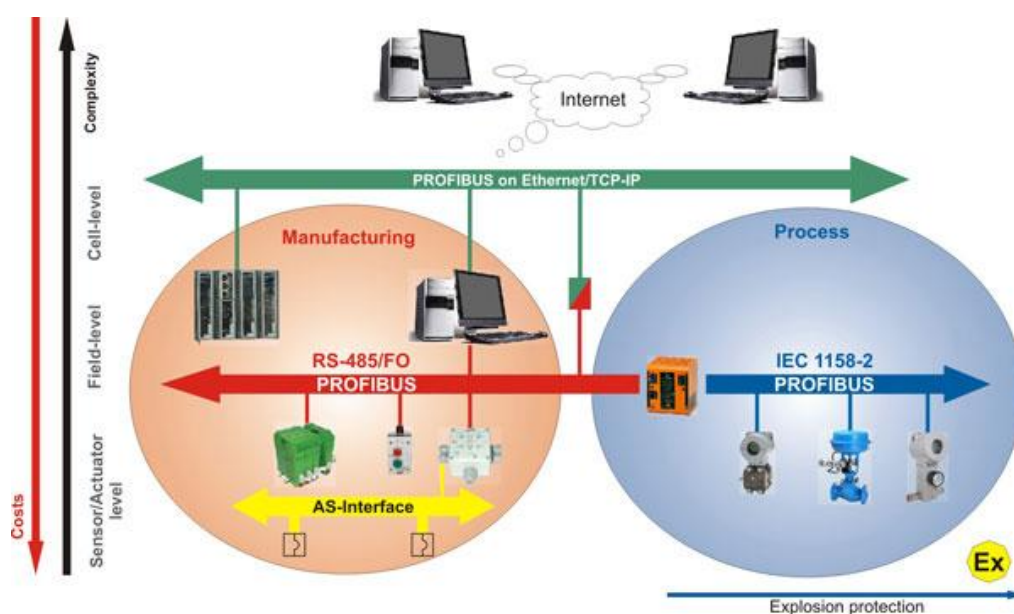 Complexity
Internet
PROFIBUS on Ethernet/TCP-IP
Cell-level
Manufacturing
Process
Field-level
RS-485/FO
IEC 1158-2
PROFIBUS
PROFIBUS
Sensor/Actuator
level
AS-Interface
Costs
Ex
Explosion protection